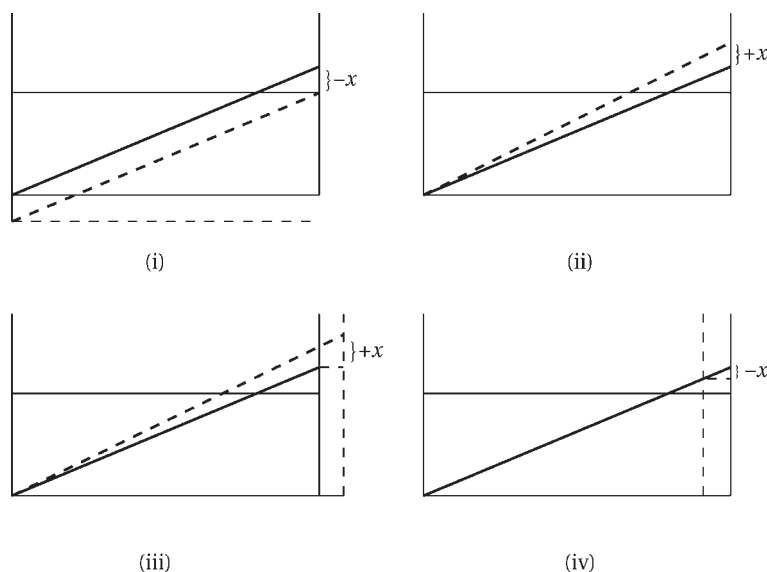 }−x
}+x
(i)
(ii)
}+x
}−x
(iii)
(iv)